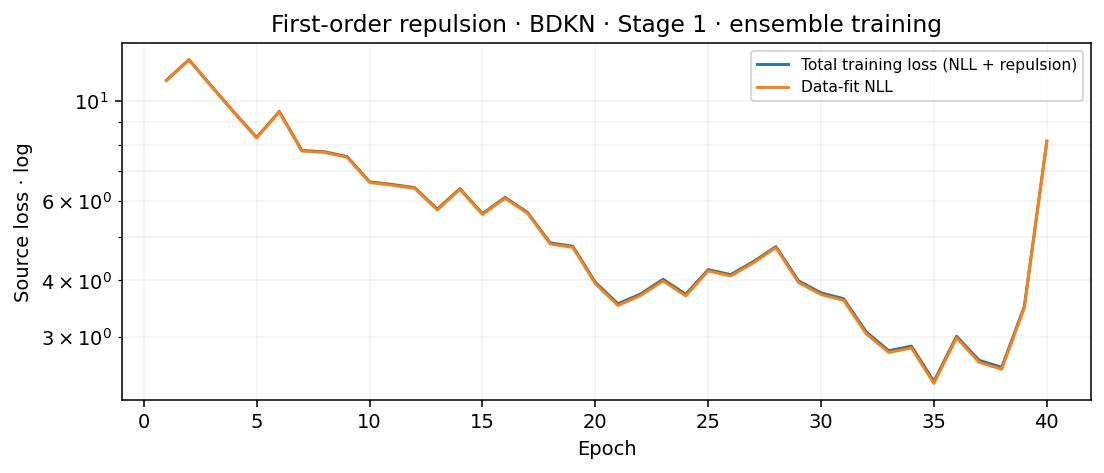 First-order repulsion · BDKN · Stage 1 · ensemble training
Total training loss (NLL + repulsion)
Data-fit NLL
Source loss · log
10¹
6 × 10⁰
4 × 10⁰
3 × 10⁰
0 5 10 15 20 25 30 35 40
Epoch